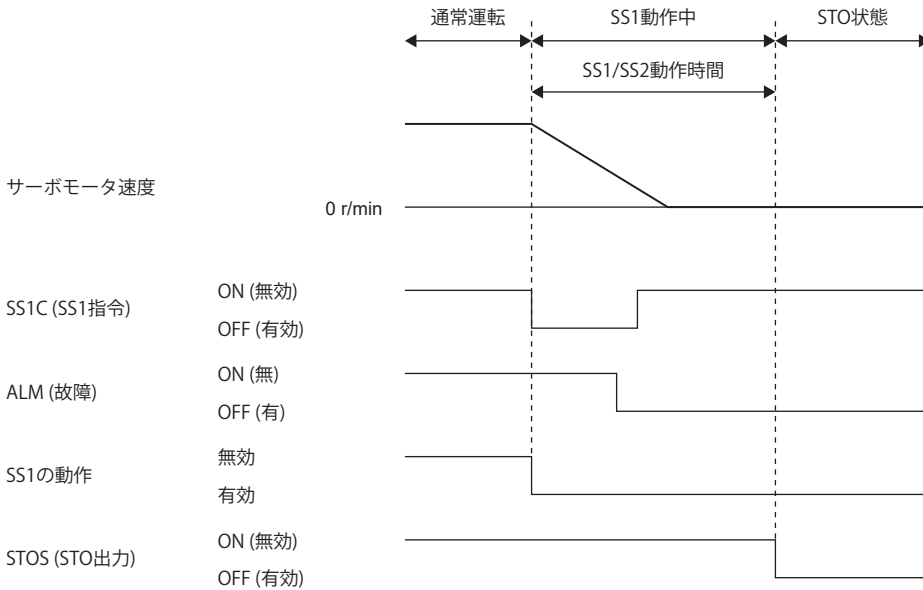 通常運転
SS1動作中
STO状態
SS1/SS2動作時間
サーボモータ速度
0 r/min
SS1C (SS1指令)
ON (無効)
OFF (有効)
ALM (故障)
ON (無)
OFF (有)
SS1の動作
無効
有効
STOS (STO出力)
ON (無効)
OFF (有効)